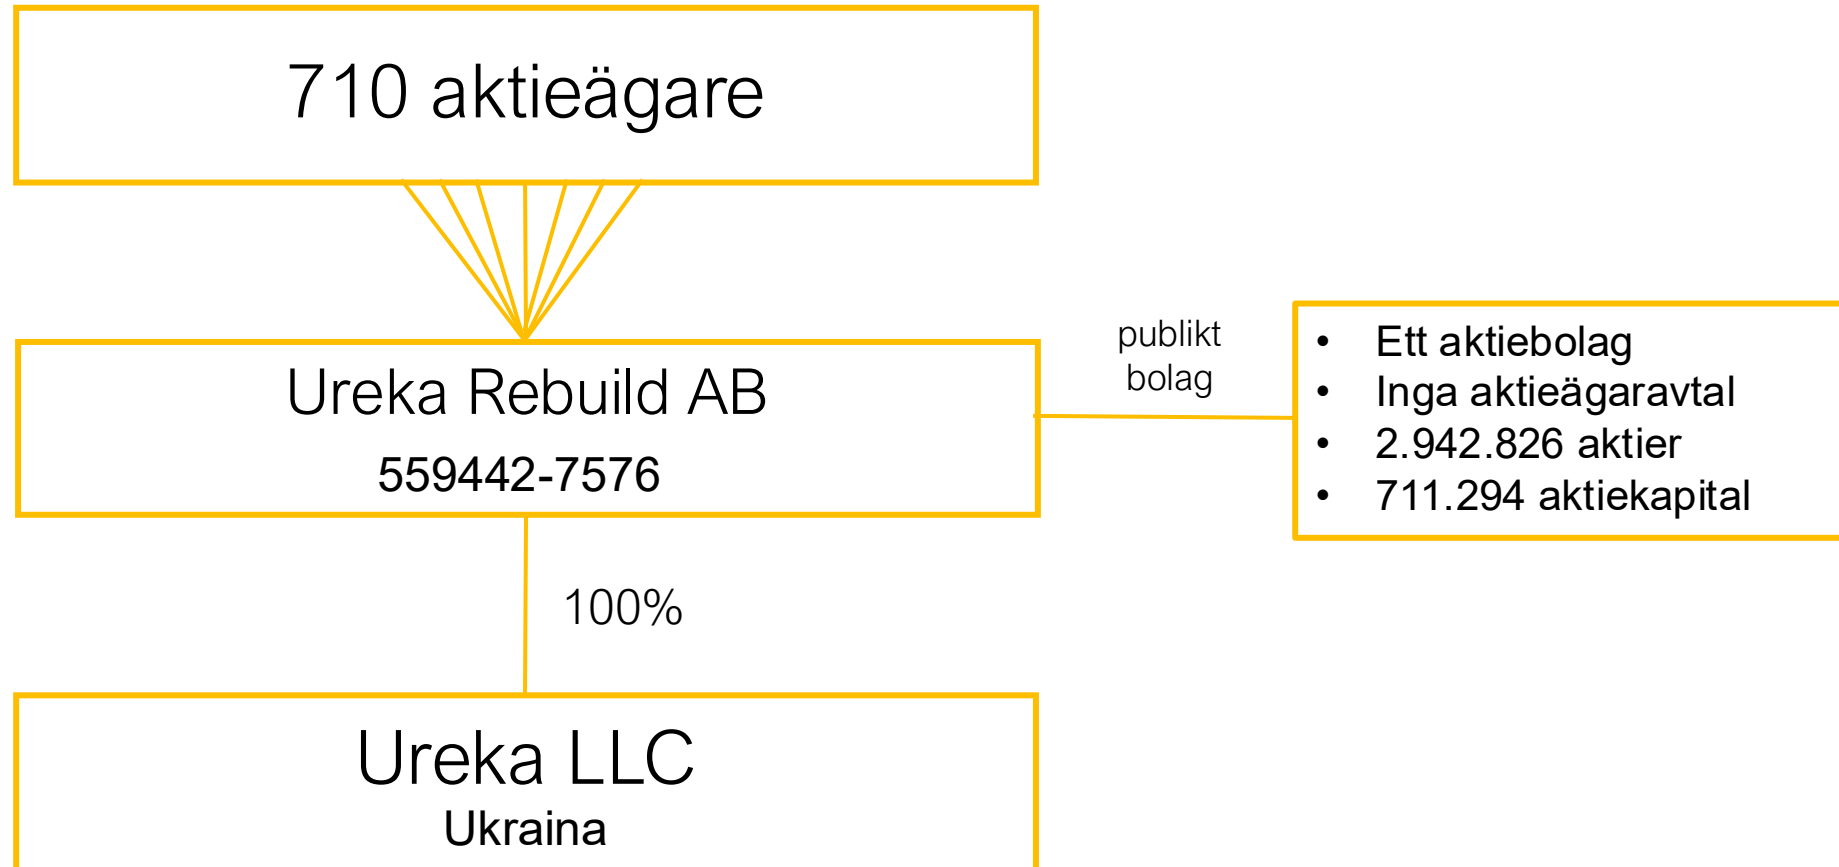 710 aktieägare
Ureka Rebuild AB
559442-7576
publikt
bolag
• Ett aktiebolag
• Inga aktieägaravtal
• 2.942.826 aktier
• 711.294 aktiekapital
100%
Ureka LLC
Ukraina